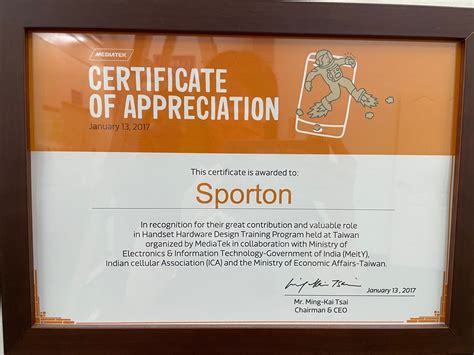 MEDIATEK
CERTIFICATE
OF APPRECIATION
January 13, 2017
This certificate is awarded to:
Sporton
In recognition for their great contribution and valuable role
in Handset Hardware Design Training Program held at Taiwan
organized by MediaTek in collaboration with Ministry of
Electronics & Information Technology-Government of India (MeitY),
Indian cellular Association (ICA) and the Ministry of Economic Affairs-Taiwan.
Ming-Kai Tsai
January 13, 2017
Mr. Ming-Kai Tsai
Chairman & CEO